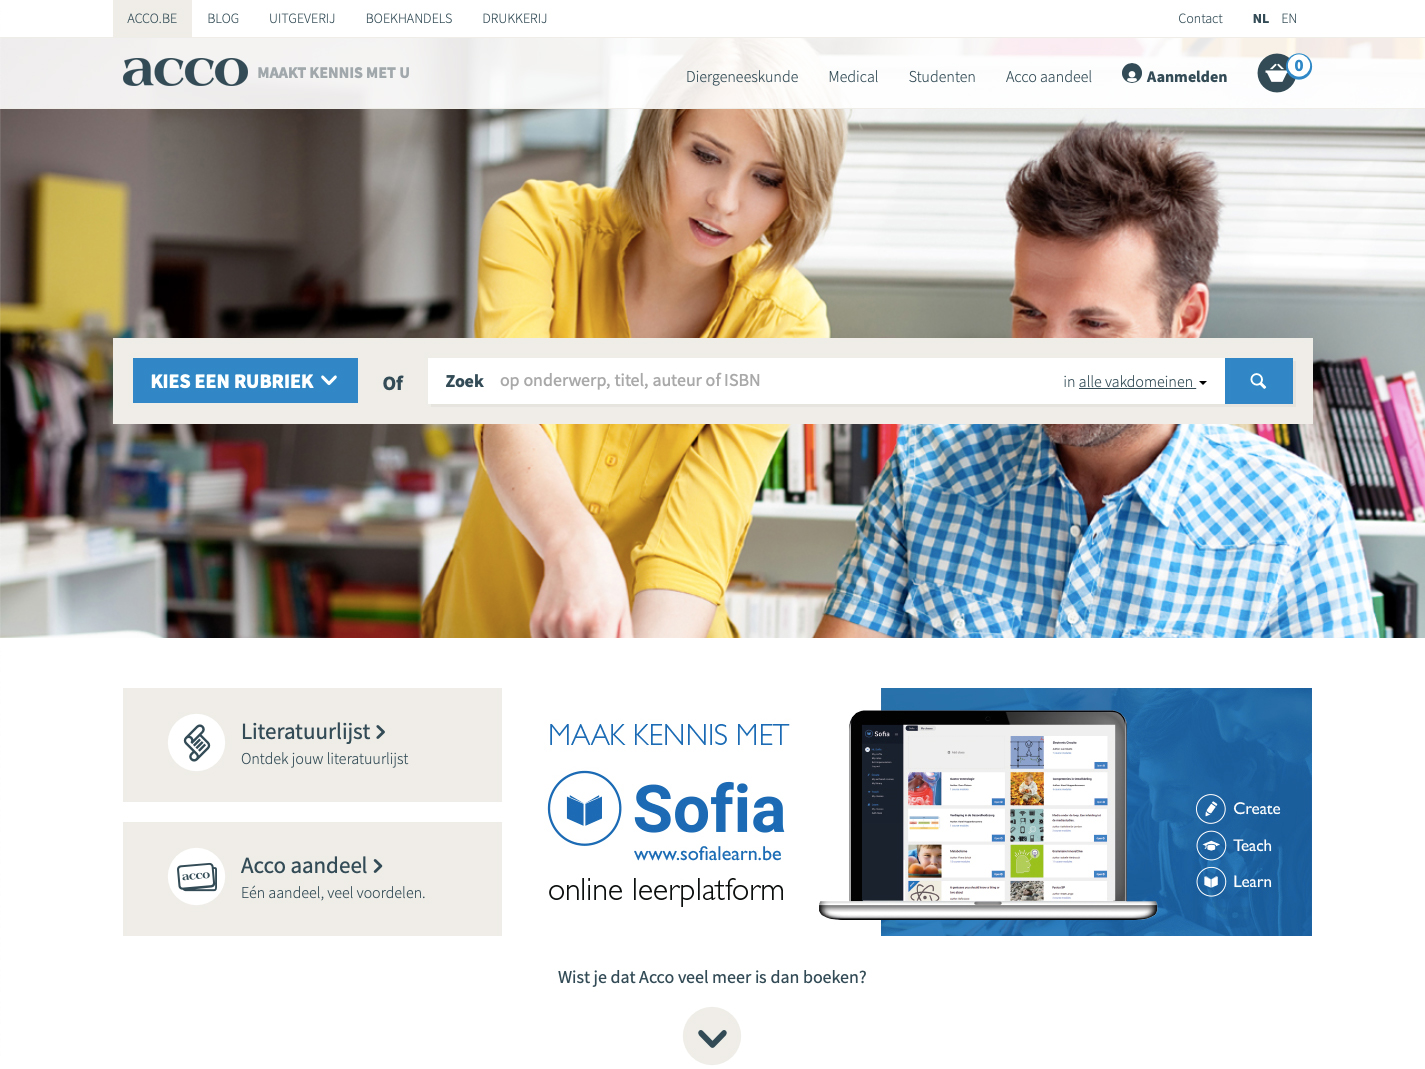 ACCO.BE BLOG UITGEVERIJ BOEKHANDELS DRUKKERIJ Contact NL EN
acco MAAKT KENNIS MET U Diergeneeskunde Medical Studenten Acco aandeel Aanmelden 0
KIES EEN RUBRIEK Of Zoek op onderwerp, titel, auteur of ISBN in alle vakdomeinen
Literatuurlijst
Ontdek jouw literatuurlijst
acco
Acco aandeel
Eén aandeel, veel voordelen.
MAAK KENNIS MET
Sofia
www.sofialearn.be
online leerplatform
Sofia
Create
Teach
Learn
Wist je dat Acco veel meer is dan boeken?